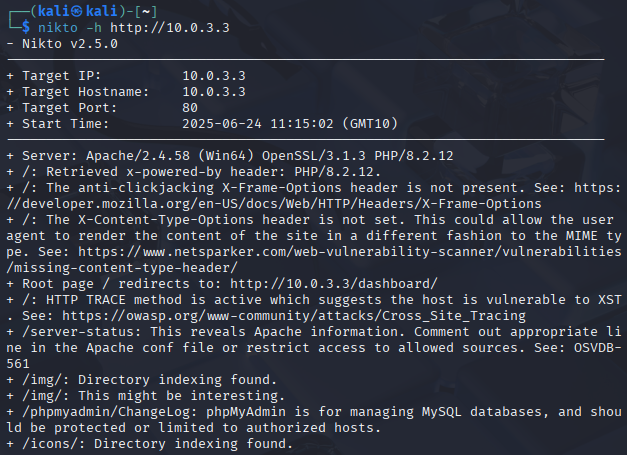 ┌──(kali㉿kali)-[~]
└─$ nikto -h http://10.0.3.3
- Nikto v2.5.0
+ Target IP:          10.0.3.3
+ Target Hostname:    10.0.3.3
+ Target Port:        80
+ Start Time:         2025-06-24 11:15:02 (GMT10)
+ Server: Apache/2.4.58 (Win64) OpenSSL/3.1.3 PHP/8.2.12
+ /: Retrieved x-powered-by header: PHP/8.2.12.
+ /: The anti-clickjacking X-Frame-Options header is not present. See: https:
//developer.mozilla.org/en-US/docs/Web/HTTP/Headers/X-Frame-Options
+ /: The X-Content-Type-Options header is not set. This could allow the user
agent to render the content of the site in a different fashion to the MIME ty
pe. See: https://www.netsparker.com/web-vulnerability-scanner/vulnerabilities
/missing-content-type-header/
+ Root page / redirects to: http://10.0.3.3/dashboard/
+ /: HTTP TRACE method is active which suggests the host is vulnerable to XST
. See: https://owasp.org/www-community/attacks/Cross_Site_Tracing
+ /server-status: This reveals Apache information. Comment out appropriate li
ne in the Apache conf file or restrict access to allowed sources. See: OSVDB-
561
+ /img/: Directory indexing found.
+ /img/: This might be interesting.
+ /phpmyadmin/ChangeLog: phpMyAdmin is for managing MySQL databases, and shou
ld be protected or limited to authorized hosts.
+ /icons/: Directory indexing found.